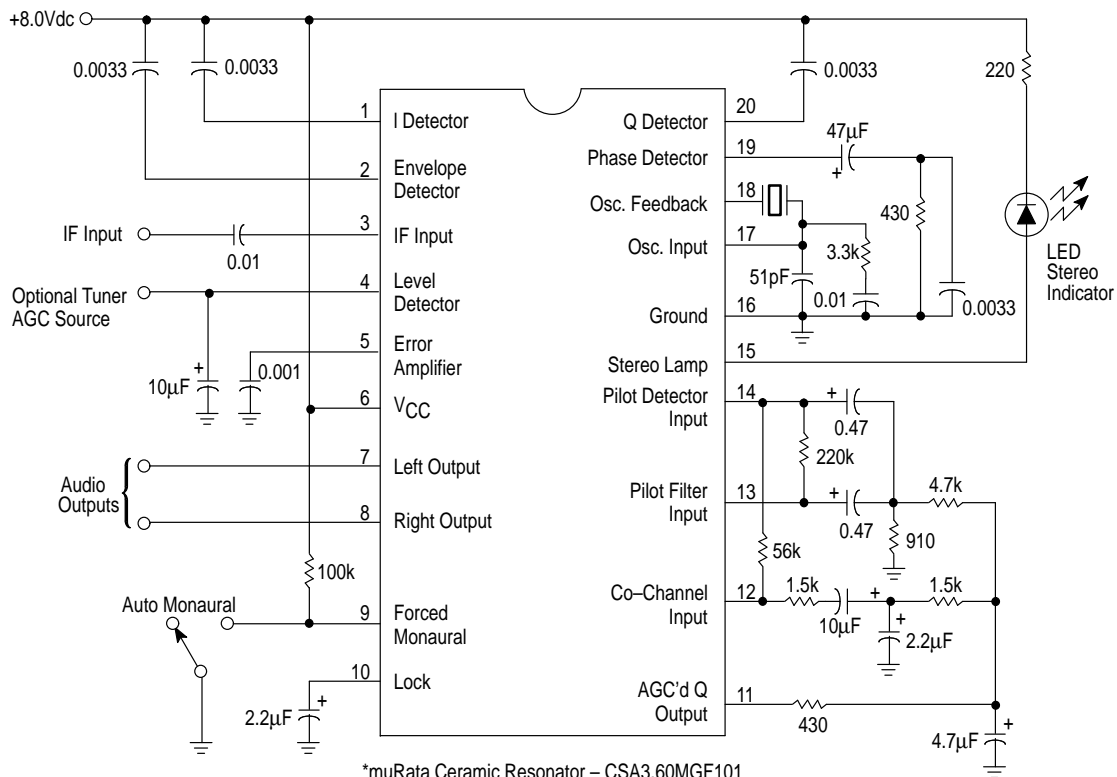 +8.0Vdc
0.0033
0.0033
0.0033
220
1
I Detector
Q Detector
20
47µF
+
2
Envelope
Detector
Phase Detector
19
Osc. Feedback
18
430
IF Input
0.01
3
IF Input
Osc. Input
17
3.3k
LED
Stereo
Indicator
Optional Tuner
AGC Source
4
Level
Detector
51pF
0.01
0.0033
Ground
16
5
Error
Amplifier
Stereo Lamp
15
+
10µF
0.001
6
VCC
Pilot Detector
Input
14
+
0.47
220k
Audio
Outputs
7
Left Output
8
Right Output
Pilot Filter
Input
13
+
0.47
4.7k
910
56k
100k
Auto Monaural
9
Forced
Monaural
Co–Channel
Input
12
1.5k
10µF
+
1.5k
+
2.2µF
10
Lock
+
2.2µF
AGC'd Q
Output
11
430
+
4.7µF
*muRata Ceramic Resonator – CSA3.60MGF101